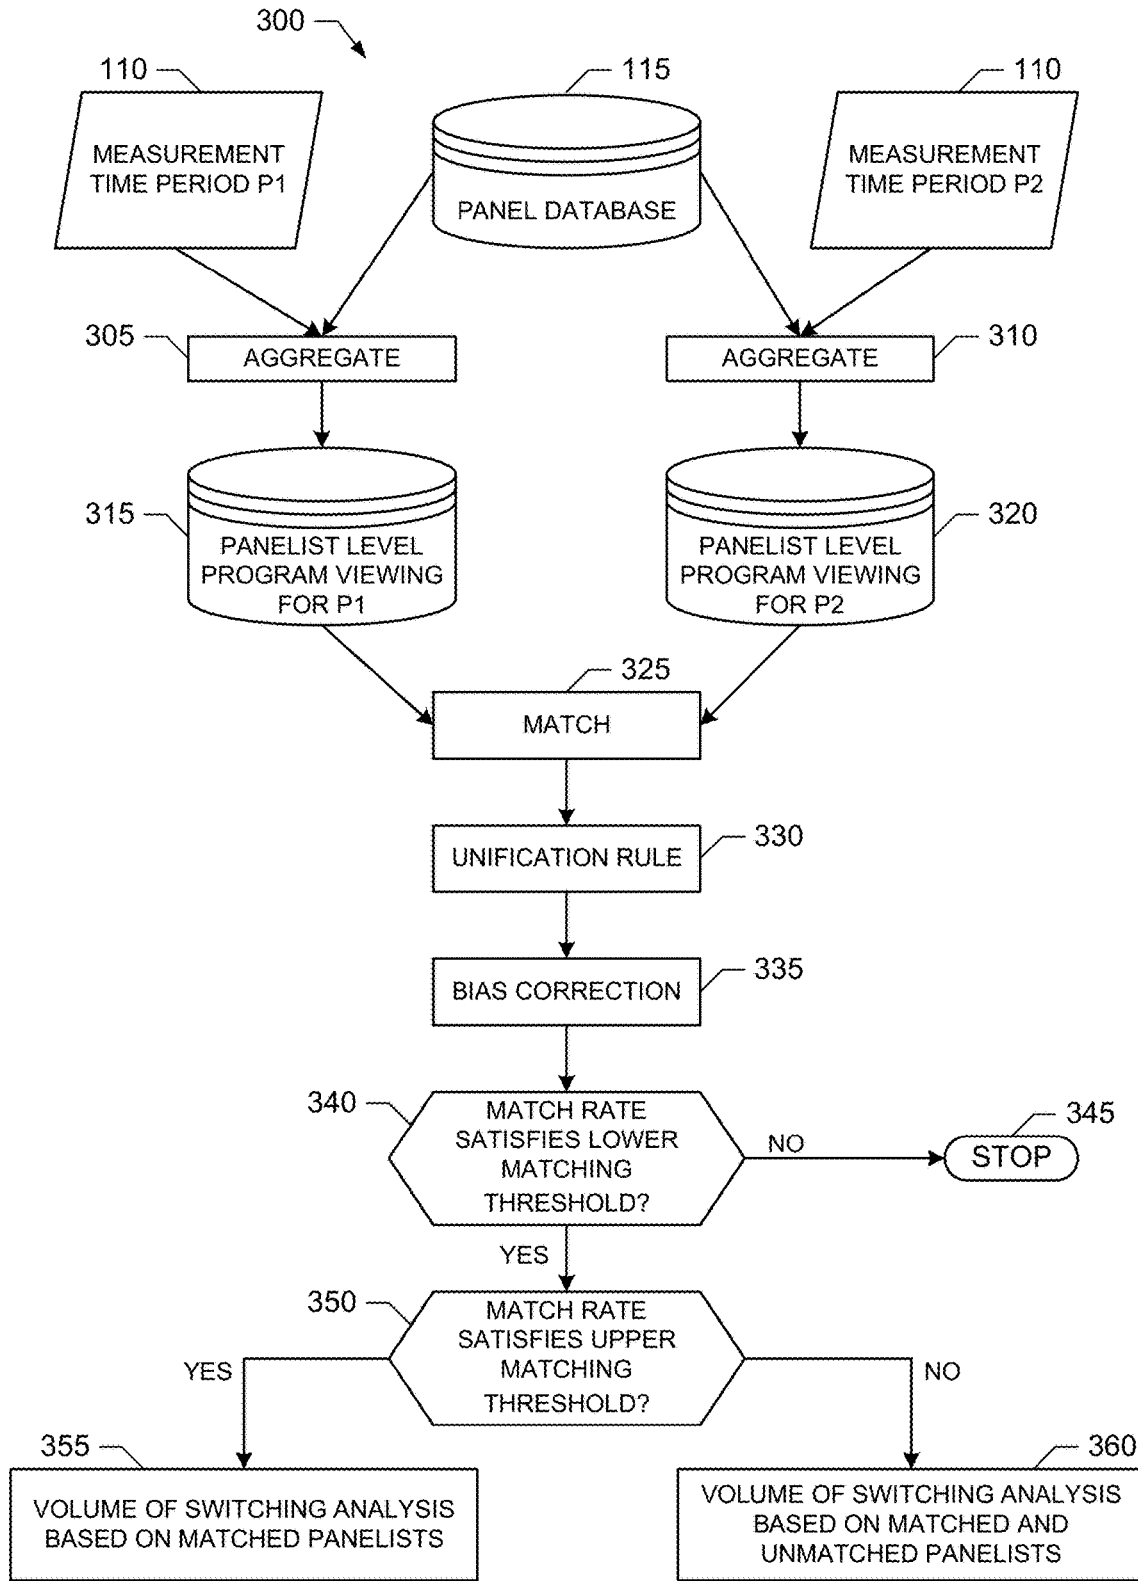 300
110
115
110
MEASUREMENT
TIME PERIOD P1
PANEL DATABASE
MEASUREMENT
TIME PERIOD P2
305
AGGREGATE
AGGREGATE
310
315
PANELIST LEVEL
PROGRAM VIEWING
FOR P1
PANELIST LEVEL
PROGRAM VIEWING
FOR P2
320
325
MATCH
UNIFICATION RULE
330
BIAS CORRECTION
335
340
MATCH RATE
SATISFIES LOWER
MATCHING
THRESHOLD?
NO
345
STOP
YES
350
MATCH RATE
SATISFIES UPPER
MATCHING
THRESHOLD?
YES
NO
355
VOLUME OF SWITCHING ANALYSIS
BASED ON MATCHED PANELISTS
360
VOLUME OF SWITCHING ANALYSIS
BASED ON MATCHED AND
UNMATCHED PANELISTS